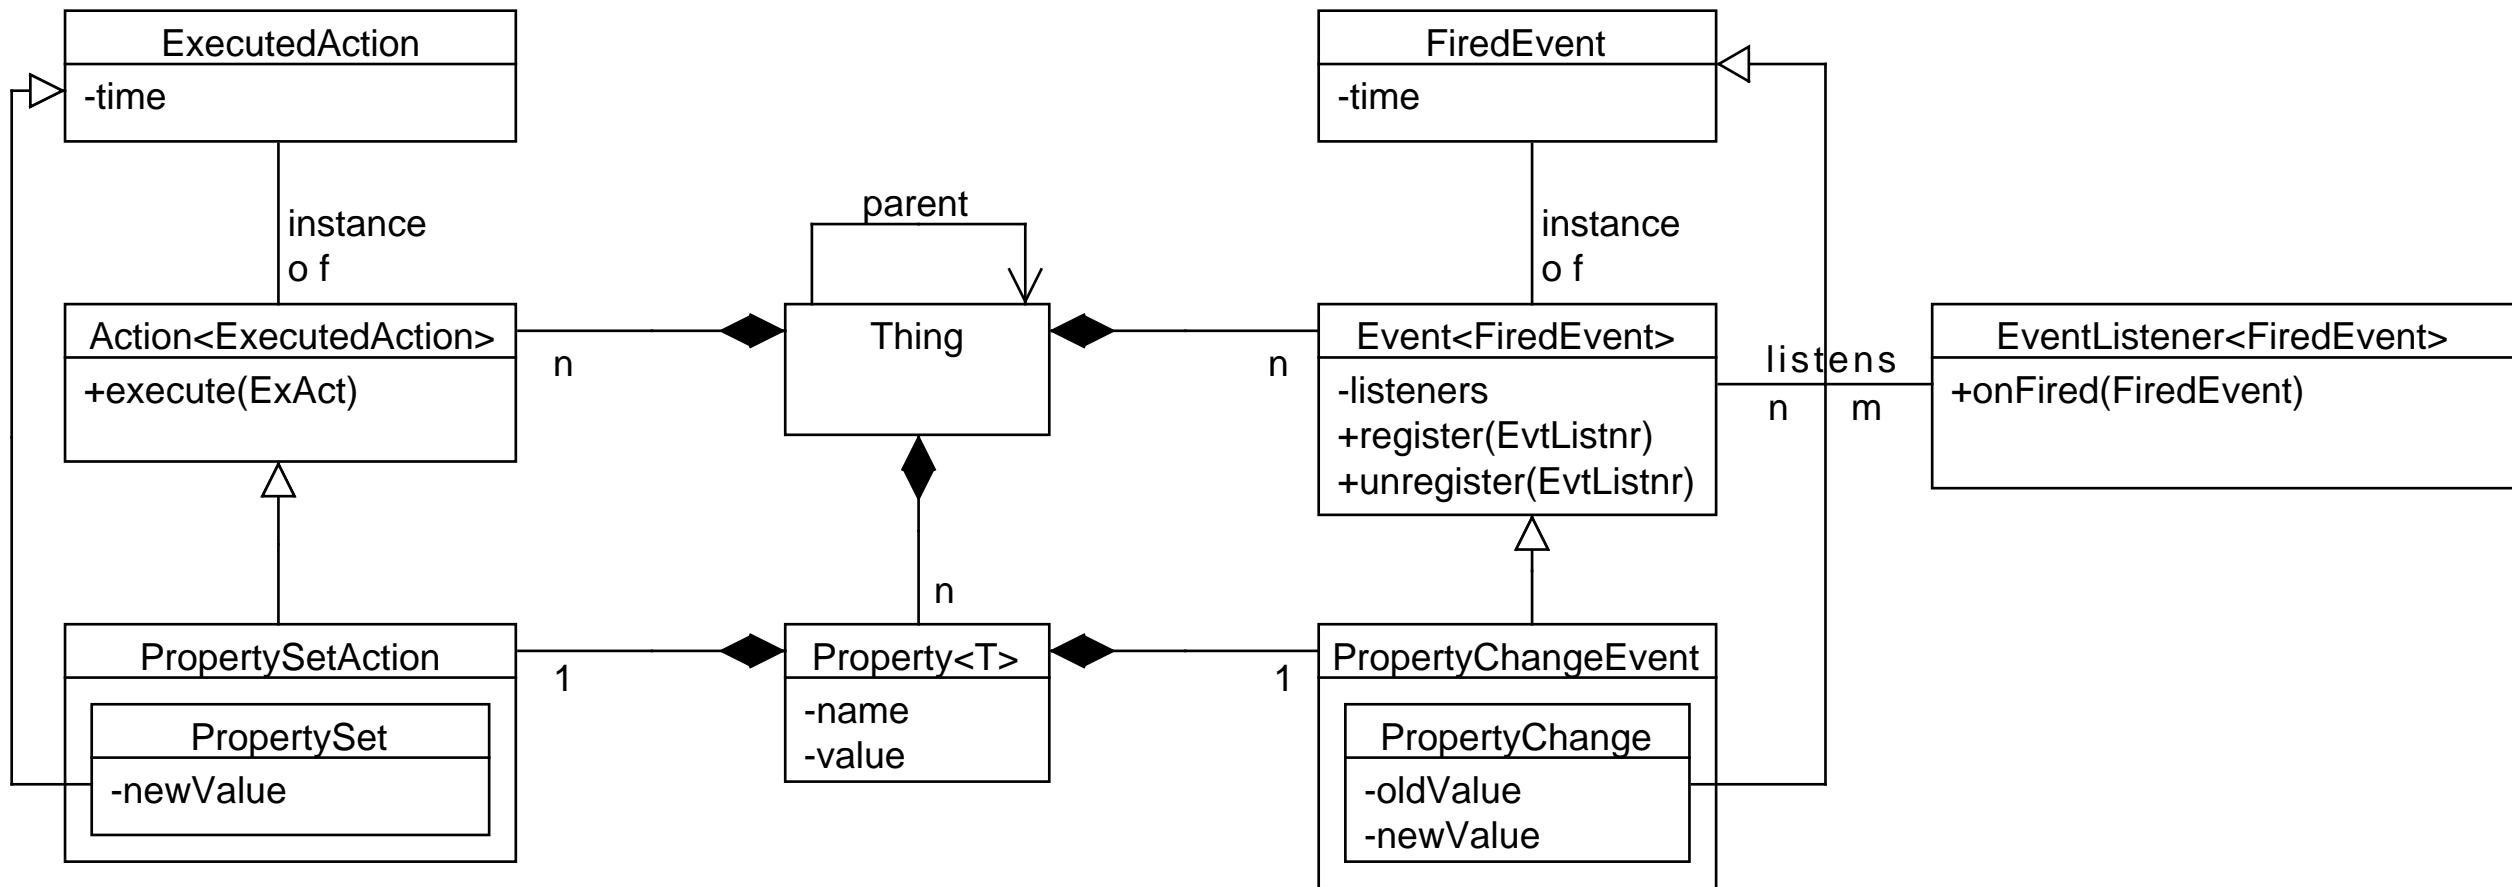 ExecutedAction
-time
FiredEvent
-time
parent
instance
o f
instance
o f
Action<ExecutedAction>
+execute(ExAct)
n
Thing
n
Event<FiredEvent>
-listeners
+register(EvtListnr)
+unregister(EvtListnr)
listens
n
m
EventListener<FiredEvent>
+onFired(FiredEvent)
n
PropertySetAction
1
PropertySet
-newValue
Property<T>
-name
-value
1
PropertyChangeEvent
PropertyChange
-oldValue
-newValue